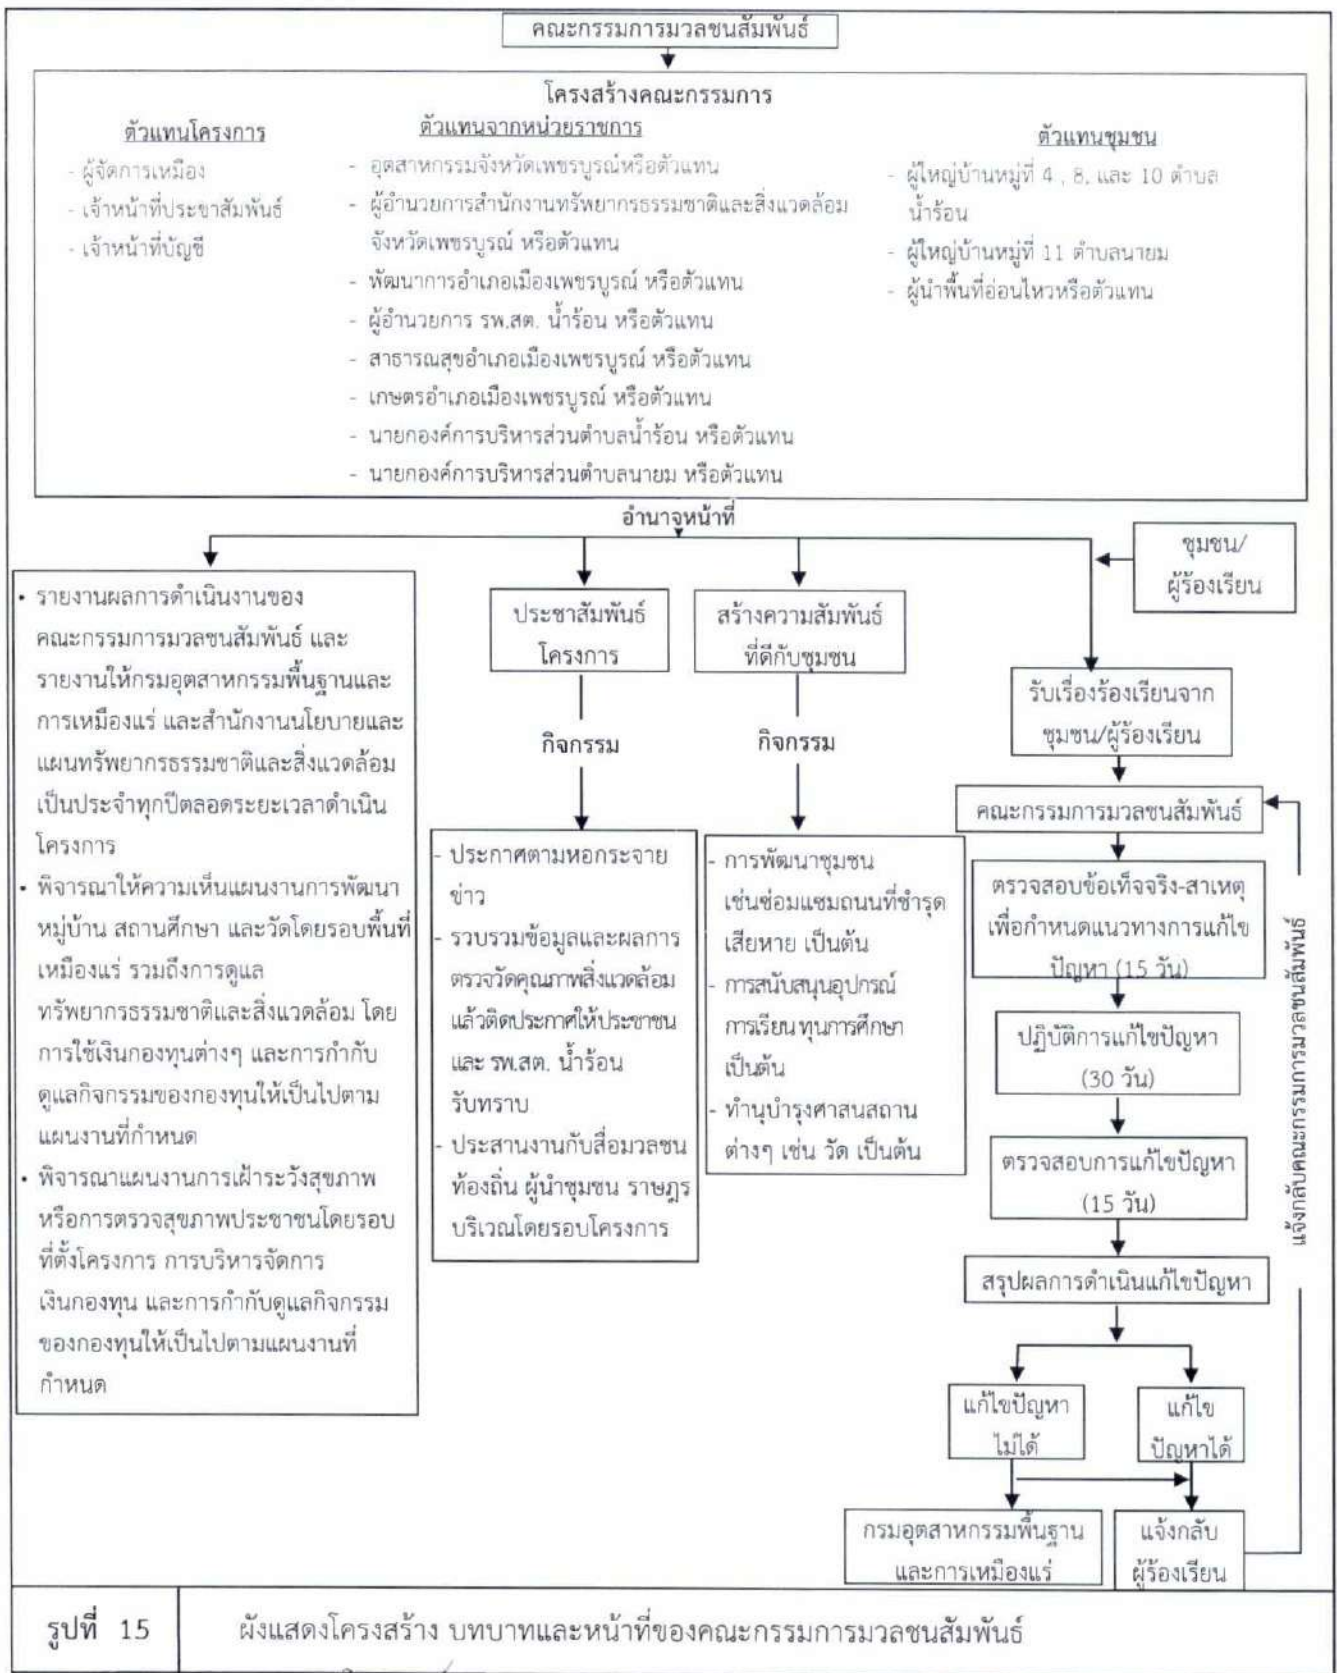 คณะกรรมการมวลชนสัมพันธ์
โครงสร้างคณะกรรมการ
ตัวแทนโครงการ
- ผู้จัดการเหมือง
- เจ้าหน้าที่ประชาสัมพันธ์
- เจ้าหน้าที่บัญชี
ตัวแทนจากหน่วยราชการ
- อุตสาหกรรมจังหวัดเพชรบูรณ์หรือตัวแทน
- ผู้อำนวยการสำนักงานทรัพยากรธรรมชาติและสิ่งแวดล้อม
จังหวัดเพชรบูรณ์ หรือตัวแทน
- พัฒนาการอำเภอเมืองเพชรบูรณ์ หรือตัวแทน
- ผู้อำนวยการ รพ.สต. น้ำร้อน หรือตัวแทน
- สาธารณสุขอำเภอเมืองเพชรบูรณ์ หรือตัวแทน
- เกษตรอำเภอเมืองเพชรบูรณ์ หรือตัวแทน
- นายกองค์การบริหารส่วนตำบลน้ำร้อน หรือตัวแทน
- นายกองค์การบริหารส่วนตำบลนายม หรือตัวแทน
ตัวแทนชุมชน
- ผู้ใหญ่บ้านหมู่ที่ 4 , 8, และ 10 ตำบล
น้ำร้อน
- ผู้ใหญ่บ้านหมู่ที่ 11 ตำบลนายม
- ผู้นำพื้นที่อ่อนไหวหรือตัวแทน
อำนาจหน้าที่
• รายงานผลการดำเนินงานของ
คณะกรรมการมวลชนสัมพันธ์ และ
รายงานให้กรมอุตสาหกรรมพื้นฐานและ
การเหมืองแร่ และสำนักงานนโยบายและ
แผนทรัพยากรธรรมชาติและสิ่งแวดล้อม
เป็นประจำทุกปีตลอดระยะเวลาดำเนิน
โครงการ
• พิจารณาให้ความเห็นแผนงานการพัฒนา
หมู่บ้าน สถานศึกษา และวัดโดยรอบพื้นที่
เหมืองแร่ รวมถึงการดูแล
ทรัพยากรธรรมชาติและสิ่งแวดล้อม โดย
การใช้เงินกองทุนต่างๆ และการกำกับ
ดูแลกิจกรรมของกองทุนให้เป็นไปตาม
แผนงานที่กำหนด
• พิจารณาแผนงานการเฝ้าระวังสุขภาพ
หรือการตรวจสุขภาพประชาชนโดยรอบ
ที่ตั้งโครงการ การบริหารจัดการ
เงินกองทุน และการกำกับดูแลกิจกรรม
ของกองทุนให้เป็นไปตามแผนงานที่
กำหนด
ประชาสัมพันธ์
โครงการ
กิจกรรม
- ประกาศตามหอกระจาย
ข่าว
- รวบรวมข้อมูลและผลการ
ตรวจวัดคุณภาพสิ่งแวดล้อม
แล้วติดประกาศให้ประชาชน
และ รพ.สต. น้ำร้อน
รับทราบ
- ประสานงานกับสื่อมวลชน
ท้องถิ่น ผู้นำชุมชน ราษฎร
บริเวณโดยรอบโครงการ
สร้างความสัมพันธ์
ที่ดีกับชุมชน
กิจกรรม
- การพัฒนาชุมชน
เช่นซ่อมแซมถนนที่ชำรุด
เสียหาย เป็นต้น
- การสนับสนุนอุปกรณ์
การเรียน ทุนการศึกษา
เป็นต้น
- ทำนุบำรุงศาสนสถาน
ต่างๆ เช่น วัด เป็นต้น
ชุมชน/
ผู้ร้องเรียน
รับเรื่องร้องเรียนจาก
ชุมชน/ผู้ร้องเรียน
คณะกรรมการมวลชนสัมพันธ์
ตรวจสอบข้อเท็จจริง-สาเหตุ
เพื่อกำหนดแนวทางการแก้ไข
ปัญหา (15 วัน)
ปฏิบัติการแก้ไขปัญหา
(30 วัน)
ตรวจสอบการแก้ไขปัญหา
(15 วัน)
สรุปผลการดำเนินแก้ไขปัญหา
แก้ไขปัญหา
ไม่ได้
แก้ไข
ปัญหาได้
กรมอุตสาหกรรมพื้นฐาน
และการเหมืองแร่
แจ้งกลับ
ผู้ร้องเรียน
แจ้งกลับคณะกรรมการมวลชนสัมพันธ์
รูปที่ 15
ผังแสดงโครงสร้าง บทบาทและหน้าที่ของคณะกรรมการมวลชนสัมพันธ์